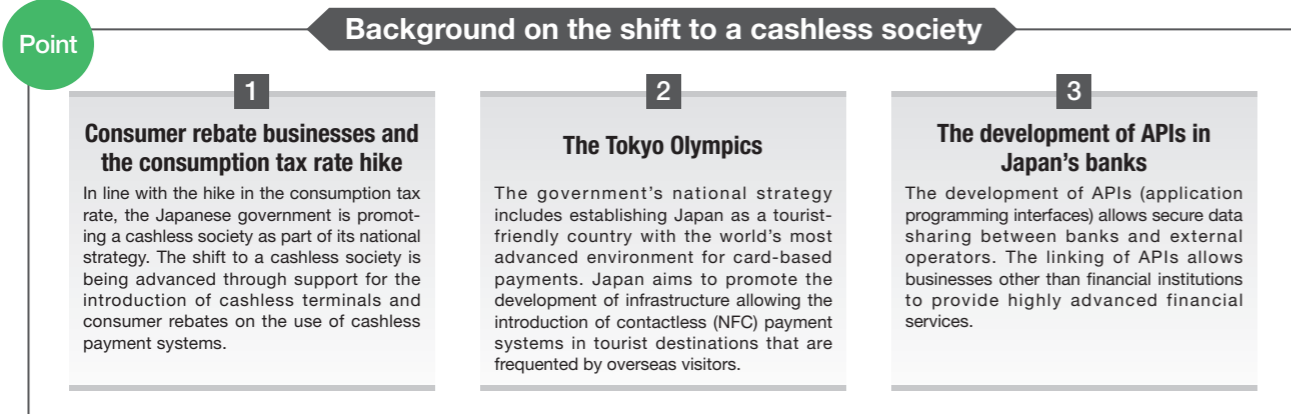 Point
Background on the shift to a cashless society
1
Consumer rebate businesses and
the consumption tax rate hike
In line with the hike in the consumption tax
rate, the Japanese government is promot-
ing a cashless society as part of its national
strategy. The shift to a cashless society is
being advanced through support for the
introduction of cashless terminals and
consumer rebates on the use of cashless
payment systems.
2
The Tokyo Olympics
The government's national strategy
includes establishing Japan as a tourist-
friendly country with the world's most
advanced environment for card-based
payments. Japan aims to promote the
development of infrastructure allowing the
introduction of contactless (NFC) payment
systems in tourist destinations that are
frequented by overseas visitors.
3
The development of APIs in
Japan's banks
The development of APIs (application
programming interfaces) allows secure data
sharing between banks and external
operators. The linking of APIs allows
businesses other than financial institutions
to provide highly advanced financial
services.